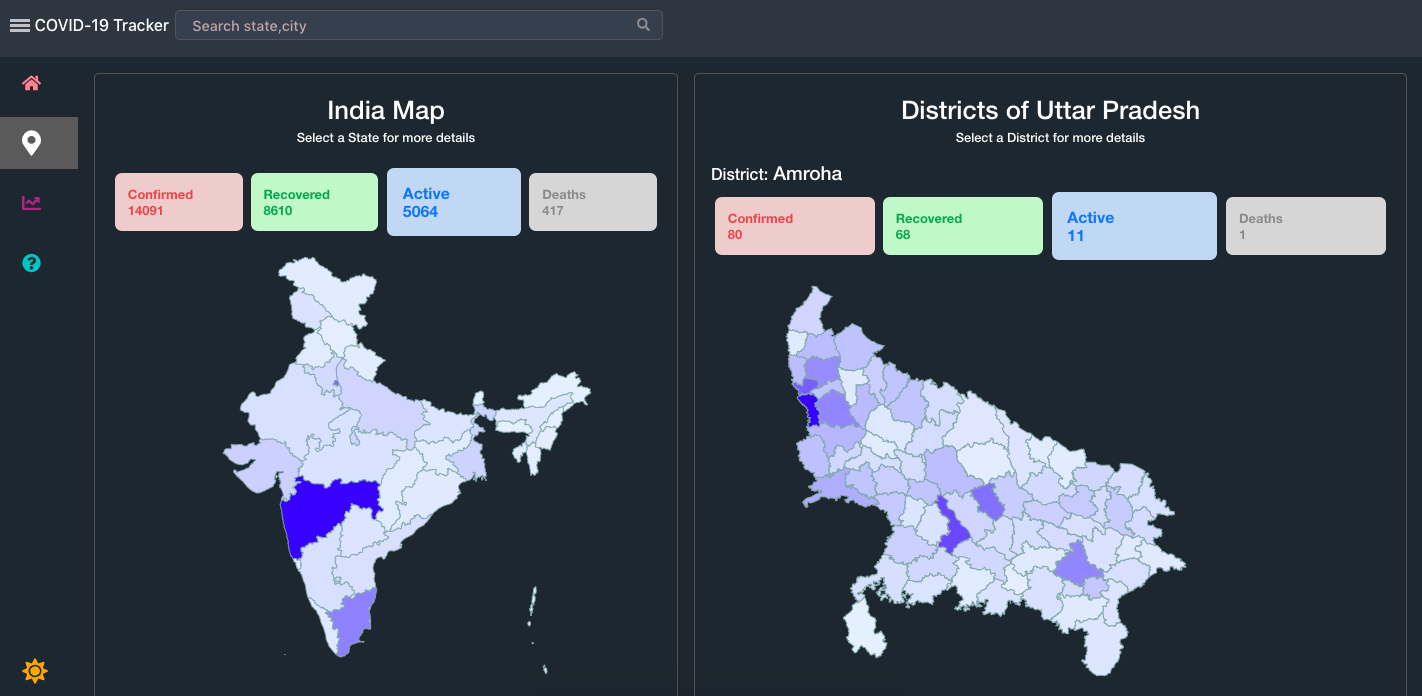 COVID-19 Tracker
Search state,city
India Map
Select a State for more details
Confirmed
14091
Recovered
8610
Active
5064
Deaths
417
Districts of Uttar Pradesh
Select a District for more details
District: Amroha
Confirmed
80
Recovered
68
Active
11
Deaths
1
?